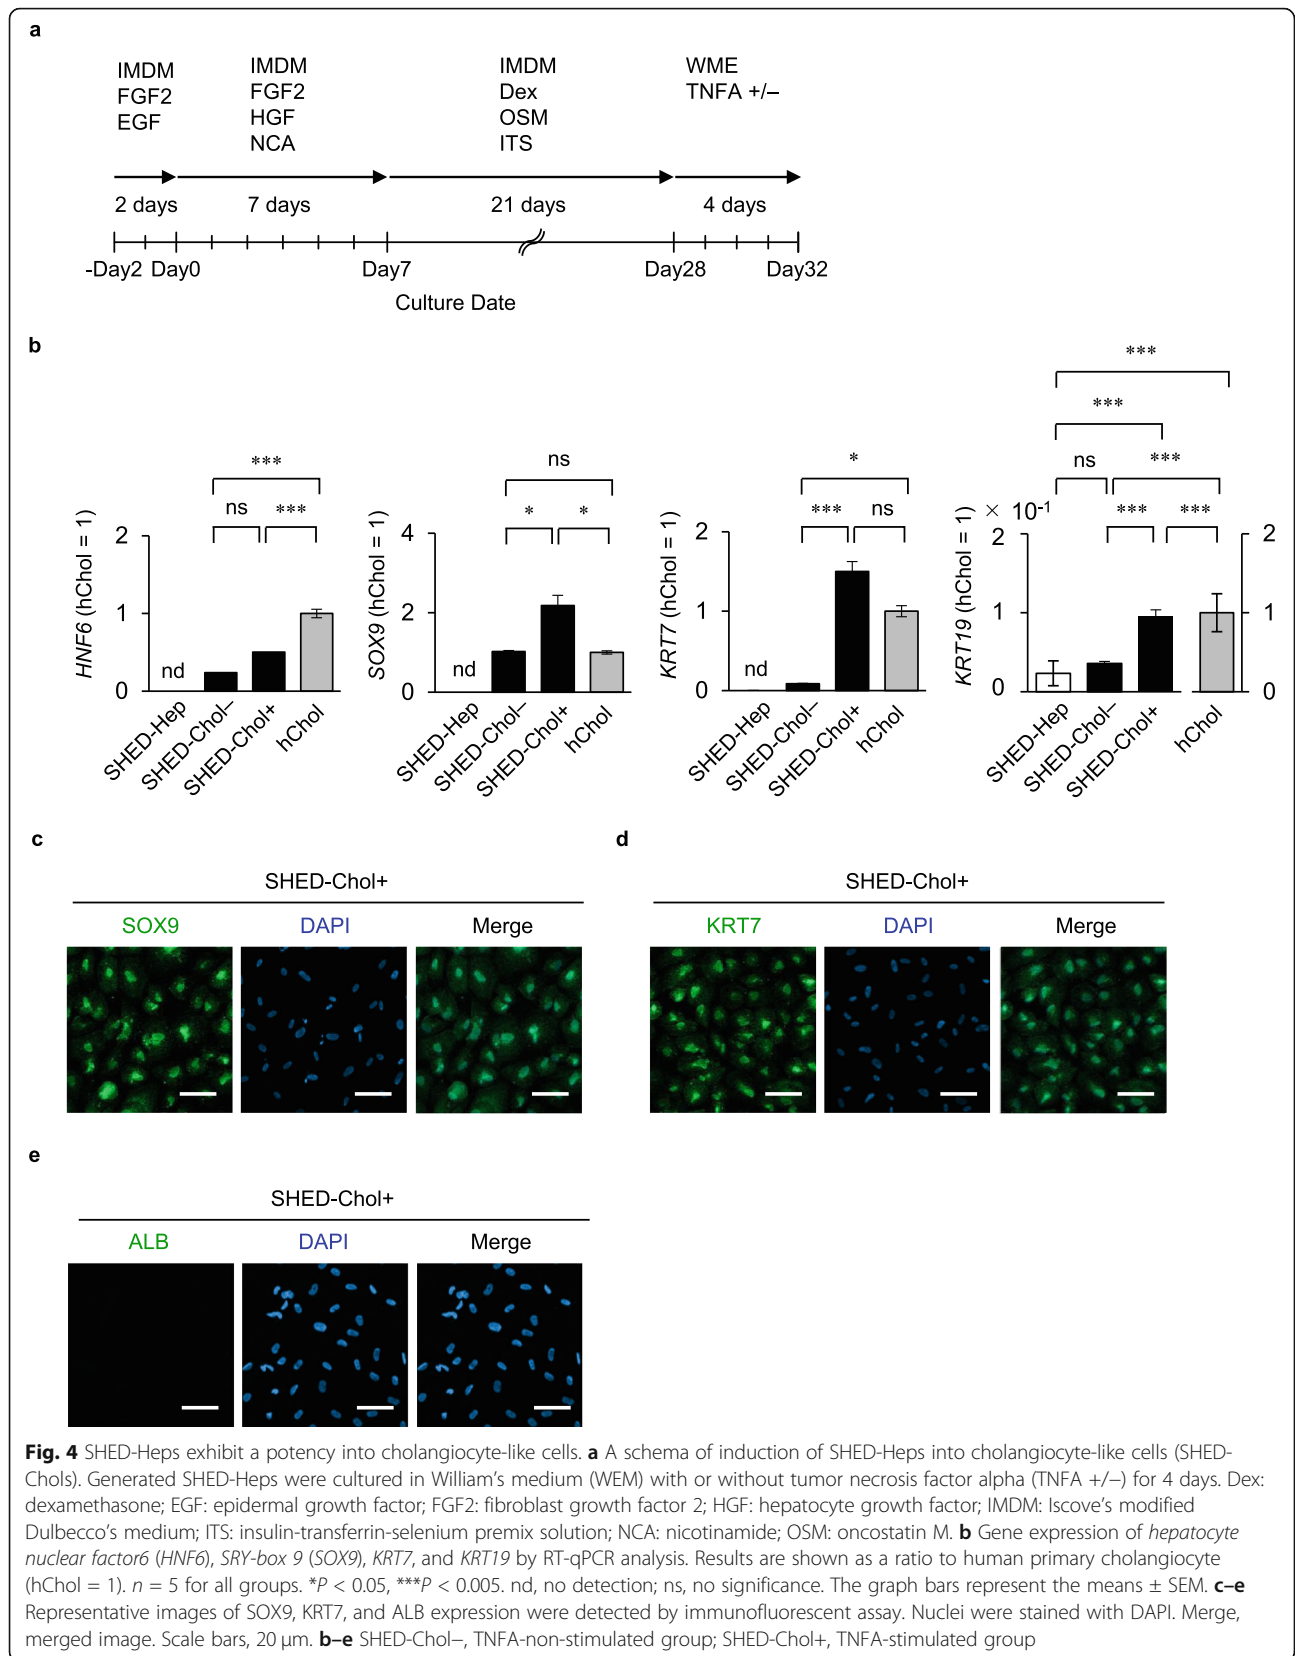 a
IMDM
FGF2
EGF
IMDM
FGF2
HGF
NCA
IMDM
Dex
OSM
ITS
WME
TNFA +/–
2 days
7 days
21 days
4 days
-Day2
Day0
Day7
Day28
Day32
Culture Date
b
HNF6 (hChol = 1)
2
1
0
***
ns
***
nd
SHED-Hep
SHED-Chol–
SHED-Chol+
hChol
SOX9 (hChol = 1)
4
2
0
ns
*
*
nd
SHED-Hep
SHED-Chol–
SHED-Chol+
hChol
KRT7 (hChol = 1)
2
1
0
*
***
ns
nd
SHED-Hep
SHED-Chol–
SHED-Chol+
hChol
KRT19 (hChol = 1)
× 10⁻¹
2
1
0
***
***
ns
***
***
***
2
1
0
SHED-Hep
SHED-Chol–
SHED-Chol+
hChol
c
SHED-Chol+
SOX9 DAPI Merge
d
SHED-Chol+
KRT7 DAPI Merge
e
SHED-Chol+
ALB DAPI Merge
Fig. 4 SHED-Heps exhibit a potency into cholangiocyte-like cells. a A schema of induction of SHED-Heps into cholangiocyte-like cells (SHED-
Chols). Generated SHED-Heps were cultured in William's medium (WEM) with or without tumor necrosis factor alpha (TNFA +/−) for 4 days. Dex:
dexamethasone; EGF: epidermal growth factor; FGF2: fibroblast growth factor 2; HGF: hepatocyte growth factor; IMDM: Iscove's modified
Dulbecco's medium; ITS: insulin-transferrin-selenium premix solution; NCA: nicotinamide; OSM: oncostatin M. b Gene expression of hepatocyte
nuclear factor6 (HNF6), SRY-box 9 (SOX9), KRT7, and KRT19 by RT-qPCR analysis. Results are shown as a ratio to human primary cholangiocyte
(hChol = 1). n = 5 for all groups. *P < 0.05, ***P < 0.005. nd, no detection; ns, no significance. The graph bars represent the means ± SEM. c–e
Representative images of SOX9, KRT7, and ALB expression were detected by immunofluorescent assay. Nuclei were stained with DAPI. Merge,
merged image. Scale bars, 20 μm. b–e SHED-Chol−, TNFA-non-stimulated group; SHED-Chol+, TNFA-stimulated group